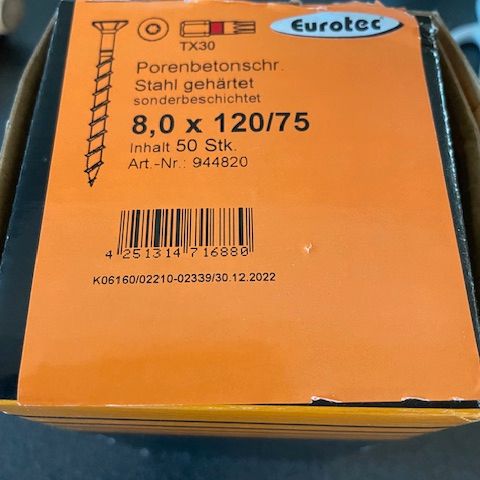 Eurotec
TX30
Porenbetonschr.
Stahl gehärtet
sonderbeschichtet
8,0 x 120/75
Inhalt 50 Stk.
Art.-Nr.: 944820
4 251314 716880
K06160/02210-02339/30.12.2022